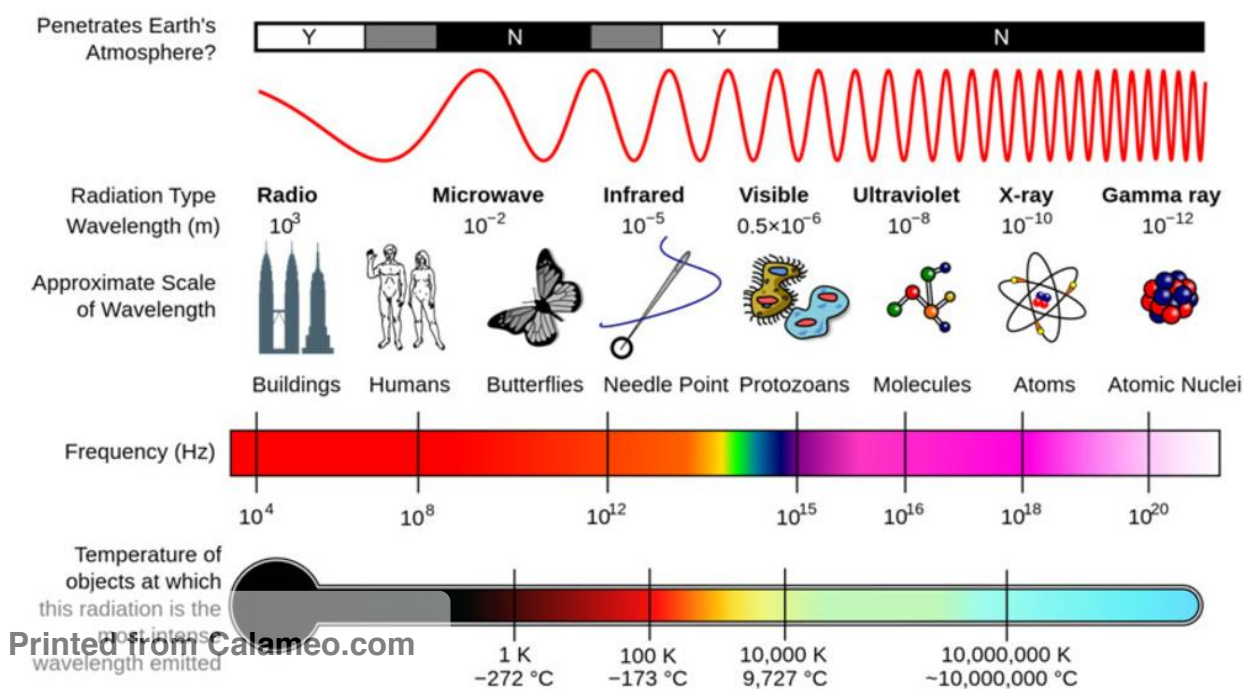 Penetrates Earth's
Atmosphere?
Y N Y N
Radiation Type Radio Microwave Infrared Visible Ultraviolet X-ray Gamma ray
Wavelength (m) 10³ 10⁻² 10⁻⁵ 0.5×10⁻⁶ 10⁻⁸ 10⁻¹⁰ 10⁻¹²
Approximate Scale
of Wavelength
Buildings Humans Butterflies Needle Point Protozoans Molecules Atoms Atomic Nuclei
Frequency (Hz)
10⁴ 10⁸ 10¹² 10¹⁵ 10¹⁶ 10¹⁸ 10²⁰
Temperature of
objects at which
this radiation is the
most intense
wavelength emitted
Printed from Calameo.com
1 K 100 K 10,000 K 10,000,000 K
−272 °C −173 °C 9,727 °C ~10,000,000 °C